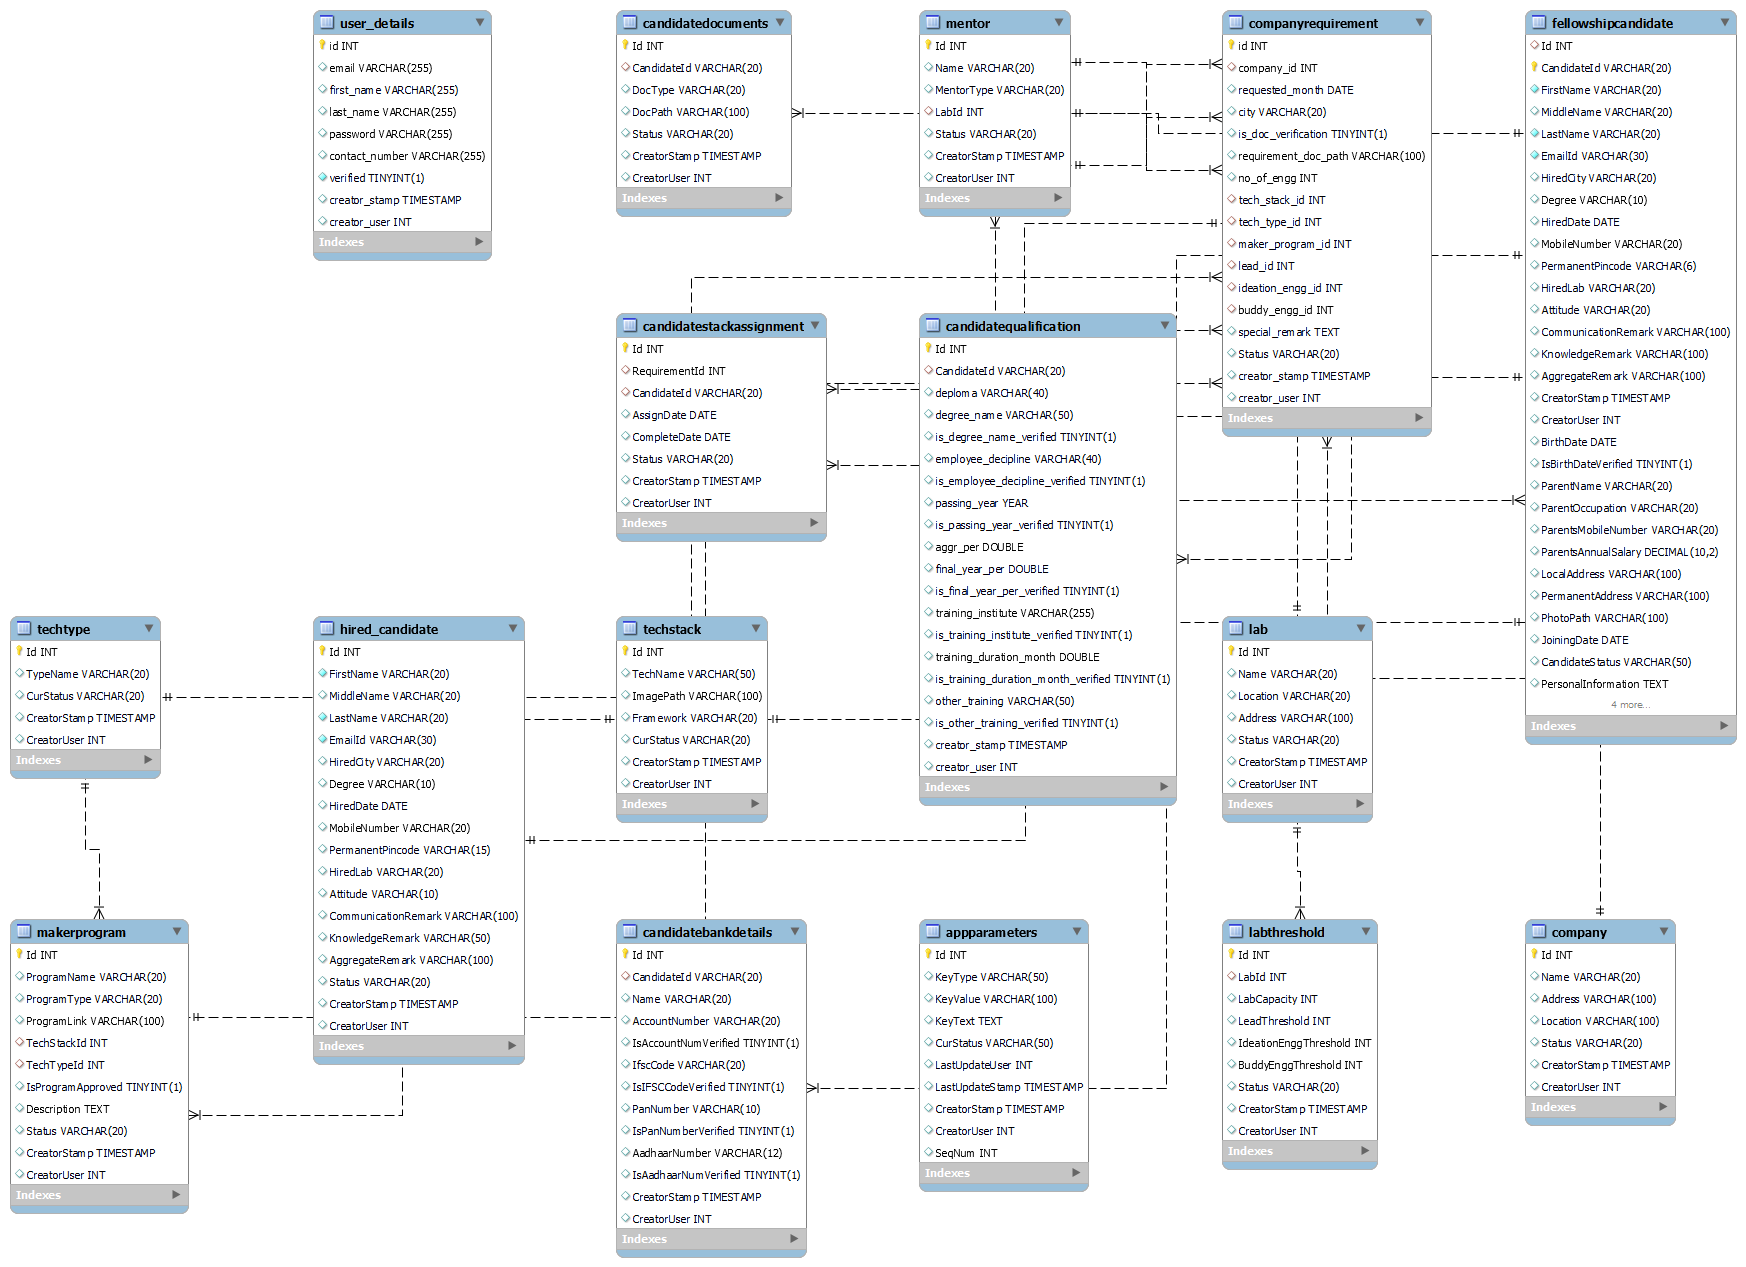 user_details
id INT
email VARCHAR(255)
first_name VARCHAR(255)
last_name VARCHAR(255)
password VARCHAR(255)
contact_number VARCHAR(255)
verified TINYINT(1)
creator_stamp TIMESTAMP
creator_user INT
Indexes
candidatedocuments
Id INT
CandidateId VARCHAR(20)
DocType VARCHAR(20)
DocPath VARCHAR(100)
Status VARCHAR(20)
CreatorStamp TIMESTAMP
CreatorUser INT
Indexes
mentor
Id INT
Name VARCHAR(20)
MentorType VARCHAR(20)
LabId INT
Status VARCHAR(20)
CreatorStamp TIMESTAMP
CreatorUser INT
Indexes
companyrequirement
id INT
company_id INT
requested_month DATE
city VARCHAR(20)
is_doc_verification TINYINT(1)
requirement_doc_path VARCHAR(100)
no_of_engg INT
tech_stack_id INT
tech_type_id INT
maker_program_id INT
lead_id INT
ideation_engg_id INT
buddy_engg_id INT
special_remark TEXT
Status VARCHAR(20)
creator_stamp TIMESTAMP
creator_user INT
Indexes
fellowshipcandidate
Id INT
CandidateId VARCHAR(20)
FirstName VARCHAR(20)
MiddleName VARCHAR(20)
LastName VARCHAR(20)
EmailId VARCHAR(30)
HiredCity VARCHAR(20)
Degree VARCHAR(10)
HiredDate DATE
MobileNumber VARCHAR(20)
PermanentPincode VARCHAR(6)
HiredLab VARCHAR(20)
Attitude VARCHAR(20)
CommunicationRemark VARCHAR(100)
KnowledgeRemark VARCHAR(100)
AggregateRemark VARCHAR(100)
CreatorStamp TIMESTAMP
CreatorUser INT
BirthDate DATE
IsBirthDateVerified TINYINT(1)
ParentName VARCHAR(20)
ParentOccupation VARCHAR(20)
ParentsMobileNumber VARCHAR(20)
ParentsAnnualSalary DECIMAL(10,2)
LocalAddress VARCHAR(100)
PermanentAddress VARCHAR(100)
PhotoPath VARCHAR(100)
JoiningDate DATE
CandidateStatus VARCHAR(50)
PersonalInformation TEXT
4 more...
Indexes
candidatestackassignment
Id INT
RequirementId INT
CandidateId VARCHAR(20)
AssignDate DATE
CompleteDate DATE
Status VARCHAR(20)
CreatorStamp TIMESTAMP
CreatorUser INT
Indexes
candidatequalification
Id INT
CandidateId VARCHAR(20)
deploma VARCHAR(40)
degree_name VARCHAR(50)
is_degree_name_verified TINYINT(1)
employee_decipline VARCHAR(40)
is_employee_decipline_verified TINYINT(1)
passing_year YEAR
is_passing_year_verified TINYINT(1)
aggr_per DOUBLE
final_year_per DOUBLE
is_final_year_per_verified TINYINT(1)
training_institute VARCHAR(255)
is_training_institute_verified TINYINT(1)
training_duration_month DOUBLE
is_training_duration_month_verified TINYINT(1)
other_training VARCHAR(50)
is_other_training_verified TINYINT(1)
creator_stamp TIMESTAMP
creator_user INT
Indexes
techtype
Id INT
TypeName VARCHAR(20)
CurStatus VARCHAR(20)
CreatorStamp TIMESTAMP
CreatorUser INT
Indexes
hired_candidate
Id INT
FirstName VARCHAR(20)
MiddleName VARCHAR(20)
LastName VARCHAR(20)
EmailId VARCHAR(30)
HiredCity VARCHAR(20)
Degree VARCHAR(10)
HiredDate DATE
MobileNumber VARCHAR(20)
PermanentPincode VARCHAR(15)
HiredLab VARCHAR(20)
Attitude VARCHAR(10)
CommunicationRemark VARCHAR(100)
KnowledgeRemark VARCHAR(50)
AggregateRemark VARCHAR(100)
Status VARCHAR(20)
CreatorStamp TIMESTAMP
CreatorUser INT
Indexes
techstack
Id INT
TechName VARCHAR(50)
ImagePath VARCHAR(100)
Framework VARCHAR(20)
CurStatus VARCHAR(20)
CreatorStamp TIMESTAMP
CreatorUser INT
Indexes
lab
Id INT
Name VARCHAR(20)
Location VARCHAR(20)
Address VARCHAR(100)
Status VARCHAR(20)
CreatorStamp TIMESTAMP
CreatorUser INT
Indexes
makerprogram
Id INT
ProgramName VARCHAR(20)
ProgramType VARCHAR(20)
ProgramLink VARCHAR(100)
TechStackId INT
TechTypeId INT
IsProgramApproved TINYINT(1)
Description TEXT
Status VARCHAR(20)
CreatorStamp TIMESTAMP
CreatorUser INT
Indexes
candidatebankdetails
Id INT
CandidateId VARCHAR(20)
Name VARCHAR(20)
AccountNumber VARCHAR(20)
IsAccountNumVerified TINYINT(1)
IfscCode VARCHAR(20)
IsIFSCCodeVerified TINYINT(1)
PanNumber VARCHAR(10)
IsPanNumberVerified TINYINT(1)
AadhaarNumber VARCHAR(12)
IsAadhaarNumVerified TINYINT(1)
CreatorStamp TIMESTAMP
CreatorUser INT
Indexes
appparameters
Id INT
KeyType VARCHAR(50)
KeyValue VARCHAR(100)
KeyText TEXT
CurStatus VARCHAR(50)
LastUpdateUser INT
LastUpdateStamp TIMESTAMP
CreatorStamp TIMESTAMP
CreatorUser INT
SeqNum INT
Indexes
labthreshold
Id INT
LabId INT
LabCapacity INT
LeadThreshold INT
IdeationEnggThreshold INT
BuddyEnggThreshold INT
Status VARCHAR(20)
CreatorStamp TIMESTAMP
CreatorUser INT
Indexes
company
Id INT
Name VARCHAR(20)
Address VARCHAR(100)
Location VARCHAR(100)
Status VARCHAR(20)
CreatorStamp TIMESTAMP
CreatorUser INT
Indexes